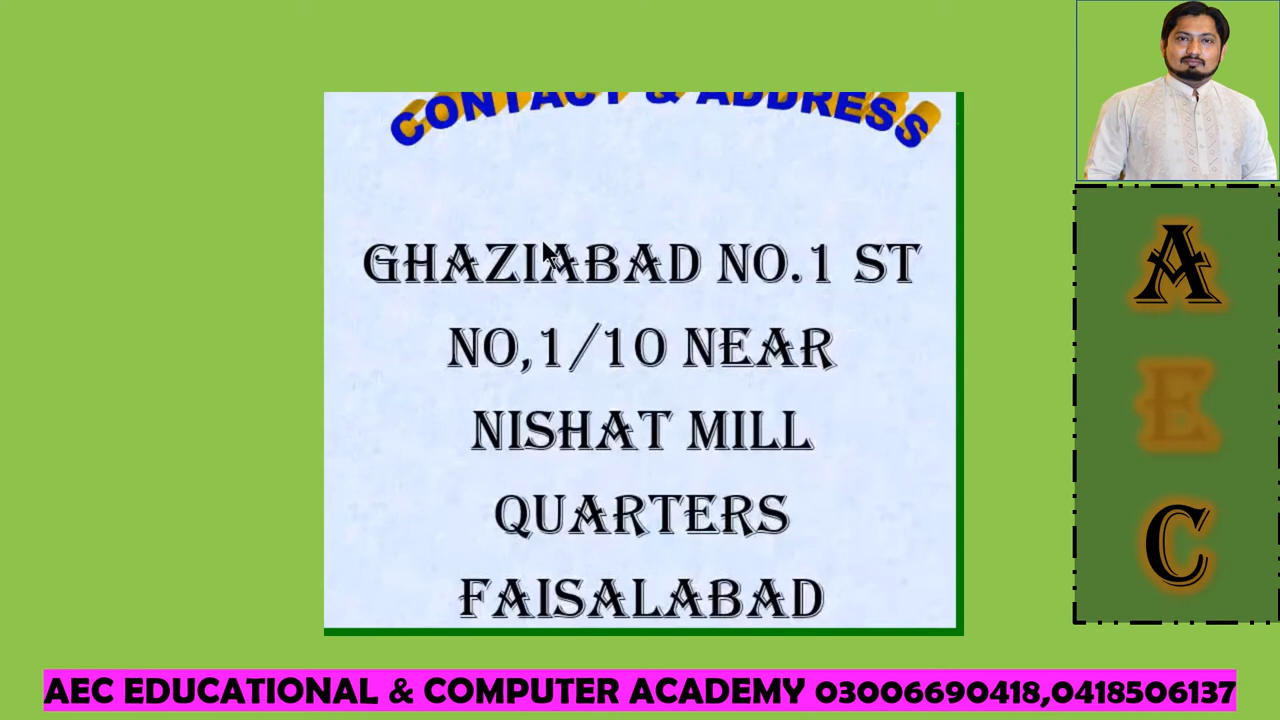 CONTACT & ADDRESS
GHAZIABAD NO.1 ST
NO,1/10 NEAR
NISHAT MILL
QUARTERS
FAISALABAD
A
E
C
AEC EDUCATIONAL & COMPUTER ACADEMY 03006690418,0418506137